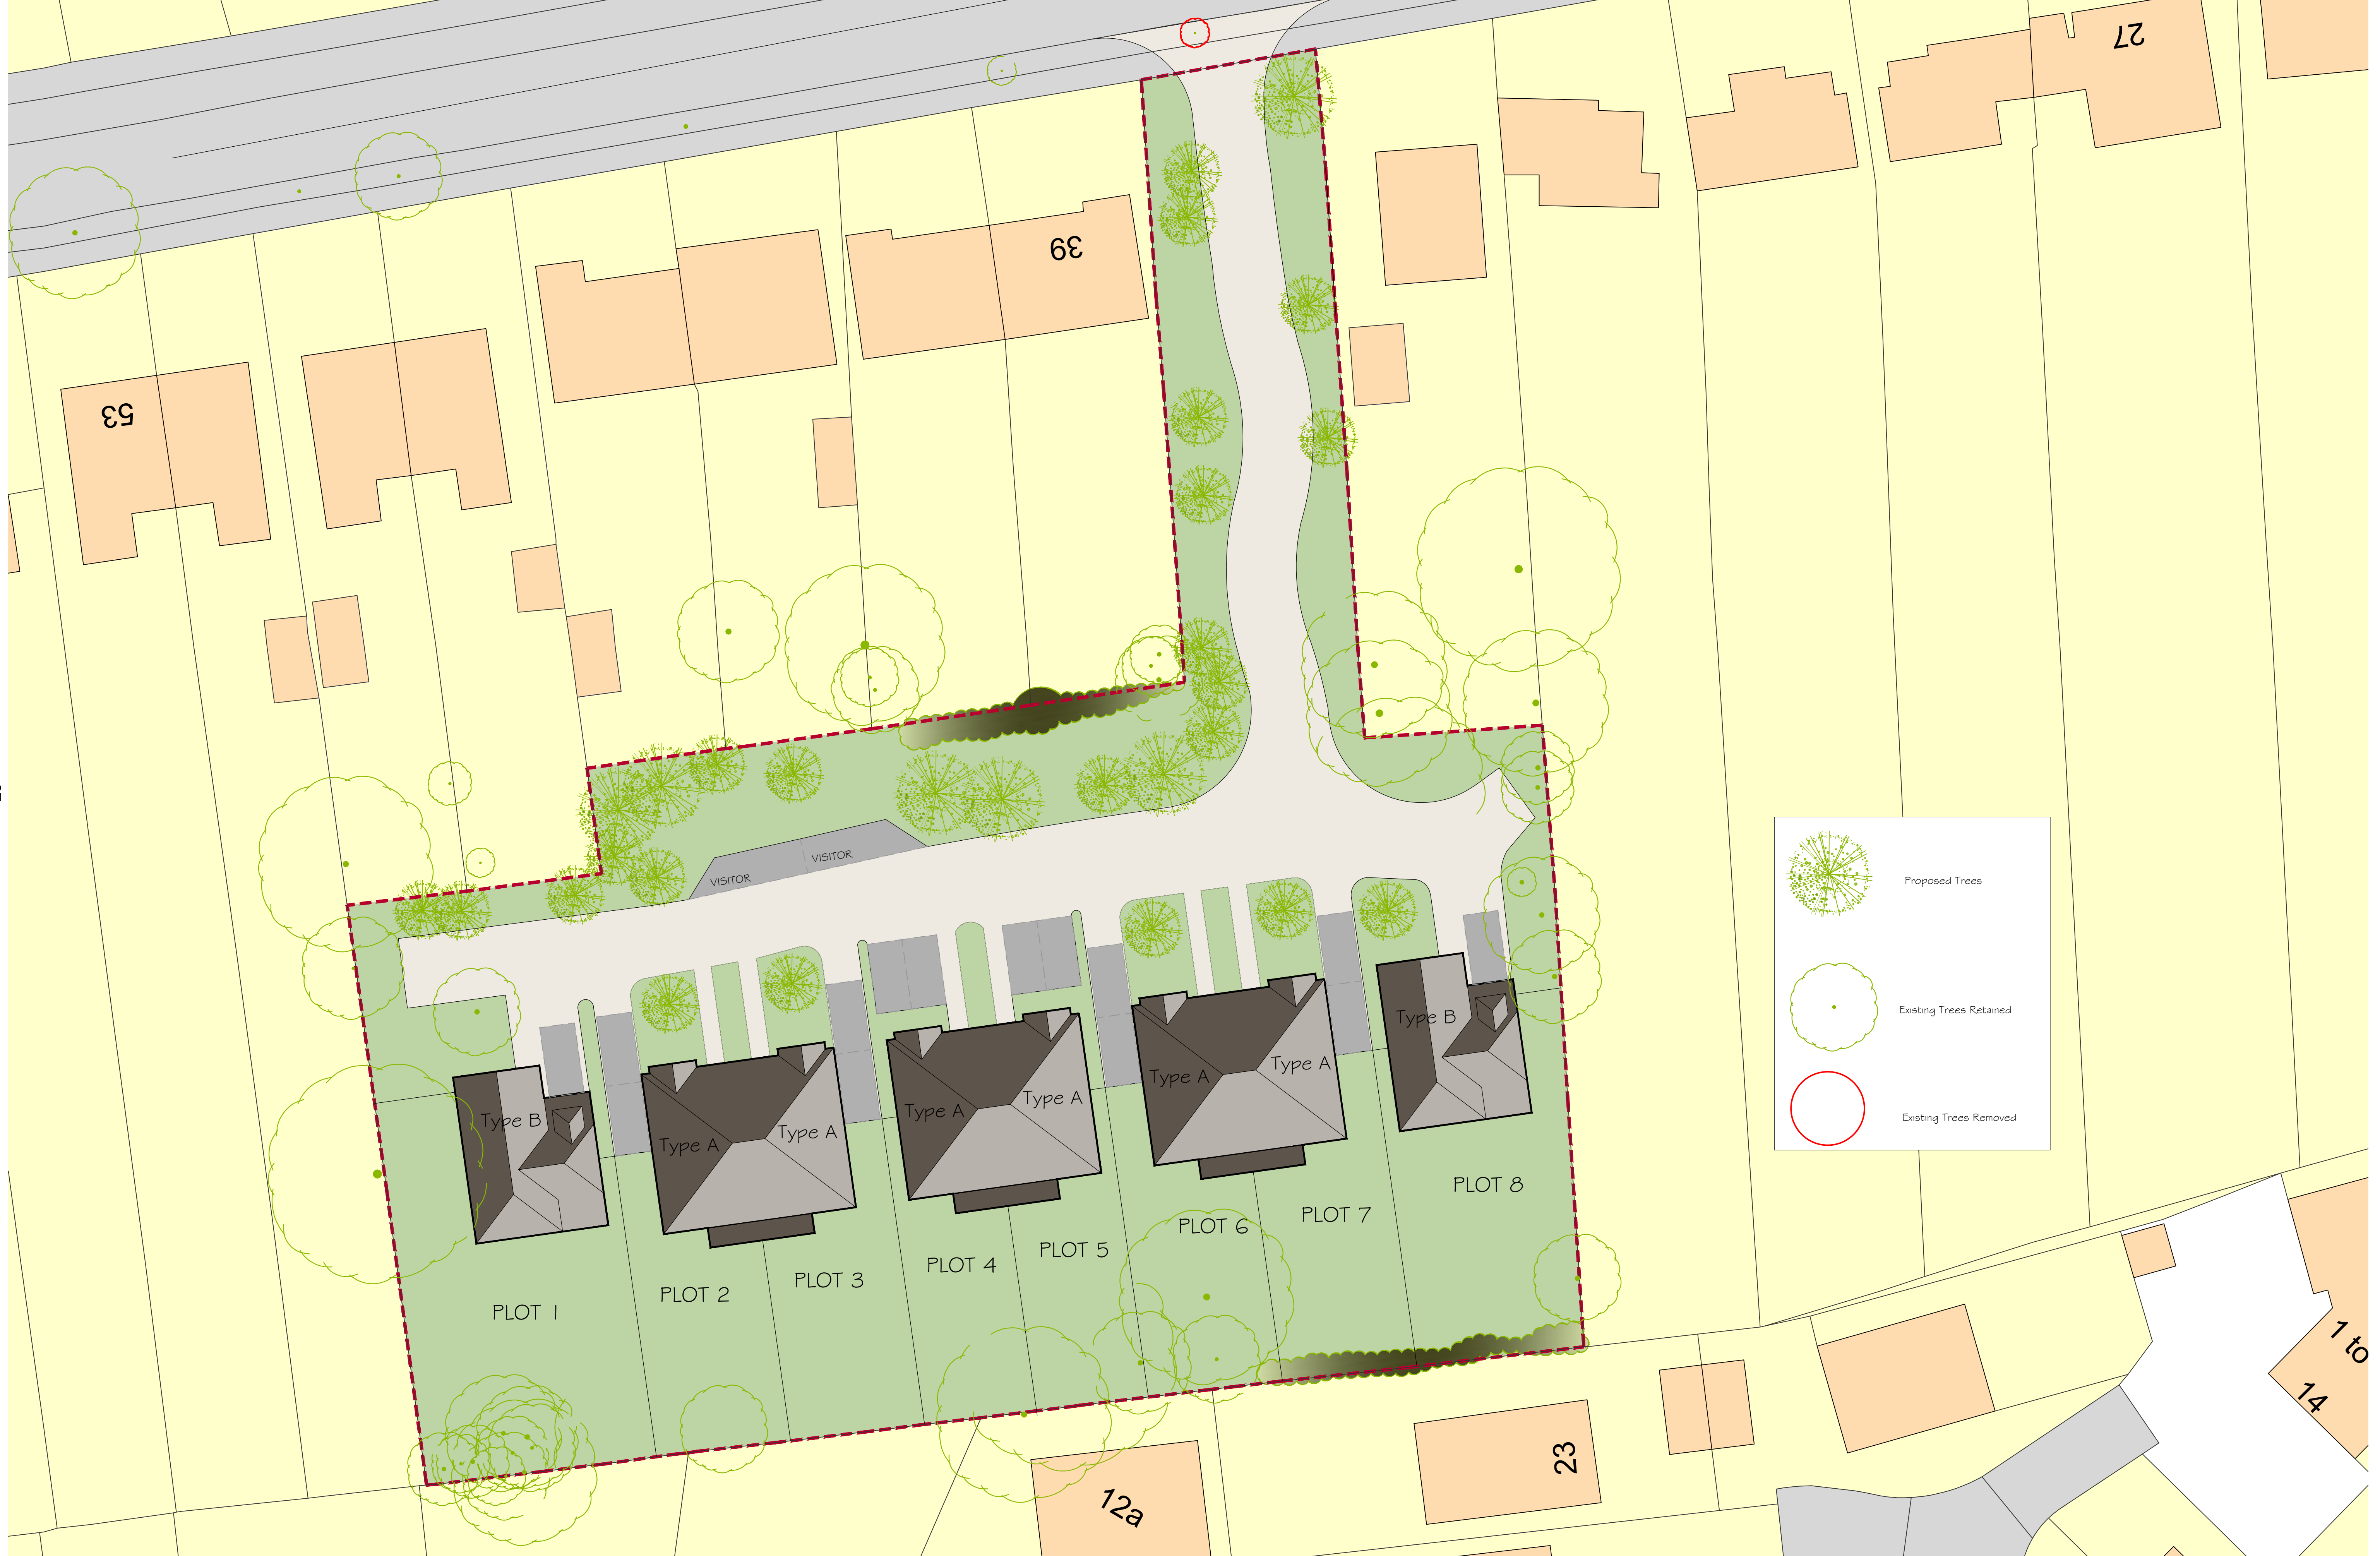 27
39
53
VISITOR
VISITOR
Proposed Trees
Existing Trees Retained
Existing Trees Removed
Type B
Type A
Type A
Type A
Type A
Type A
Type A
Type B
PLOT 1
PLOT 2
PLOT 3
PLOT 4
PLOT 5
PLOT 6
PLOT 7
PLOT 8
12a
23
1 to
14